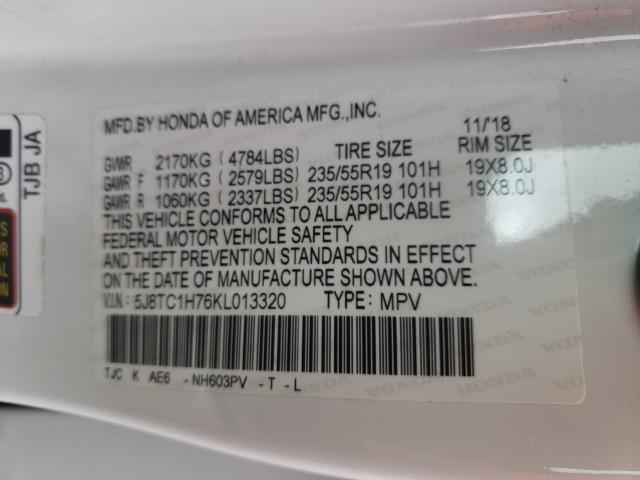 MFD. BY HONDA OF AMERICA MFG., INC. 11/18
GVWR 2170KG ( 4784LBS) TIRE SIZE RIM SIZE
GAWR F 1170KG ( 2579LBS) 235/55R19 101H 19X8.0J
GAWR R 1060KG ( 2337LBS) 235/55R19 101H 19X8.0J
THIS VEHICLE CONFORMS TO ALL APPLICABLE
FEDERAL MOTOR VEHICLE SAFETY
AND THEFT PREVENTION STANDARDS IN EFFECT
ON THE DATE OF MANUFACTURE SHOWN ABOVE.
V.I.N.: 5J8TC1H76KL013320 TYPE: MPV
TJC K AE6 - NH603PV - T - L
TJB JA